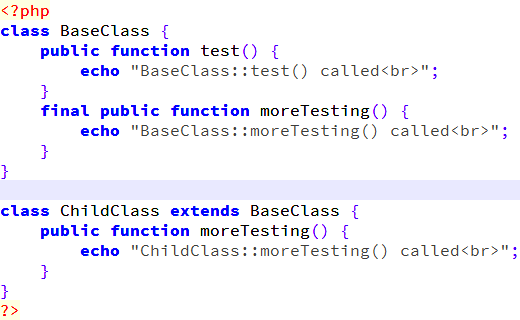 <?php
class BaseClass {
    public function test() {
        echo "BaseClass::test() called<br>";
    }
    final public function moreTesting() {
        echo "BaseClass::moreTesting() called<br>";
    }
}

class ChildClass extends BaseClass {
    public function moreTesting() {
        echo "ChildClass::moreTesting() called<br>";
    }
}
?>